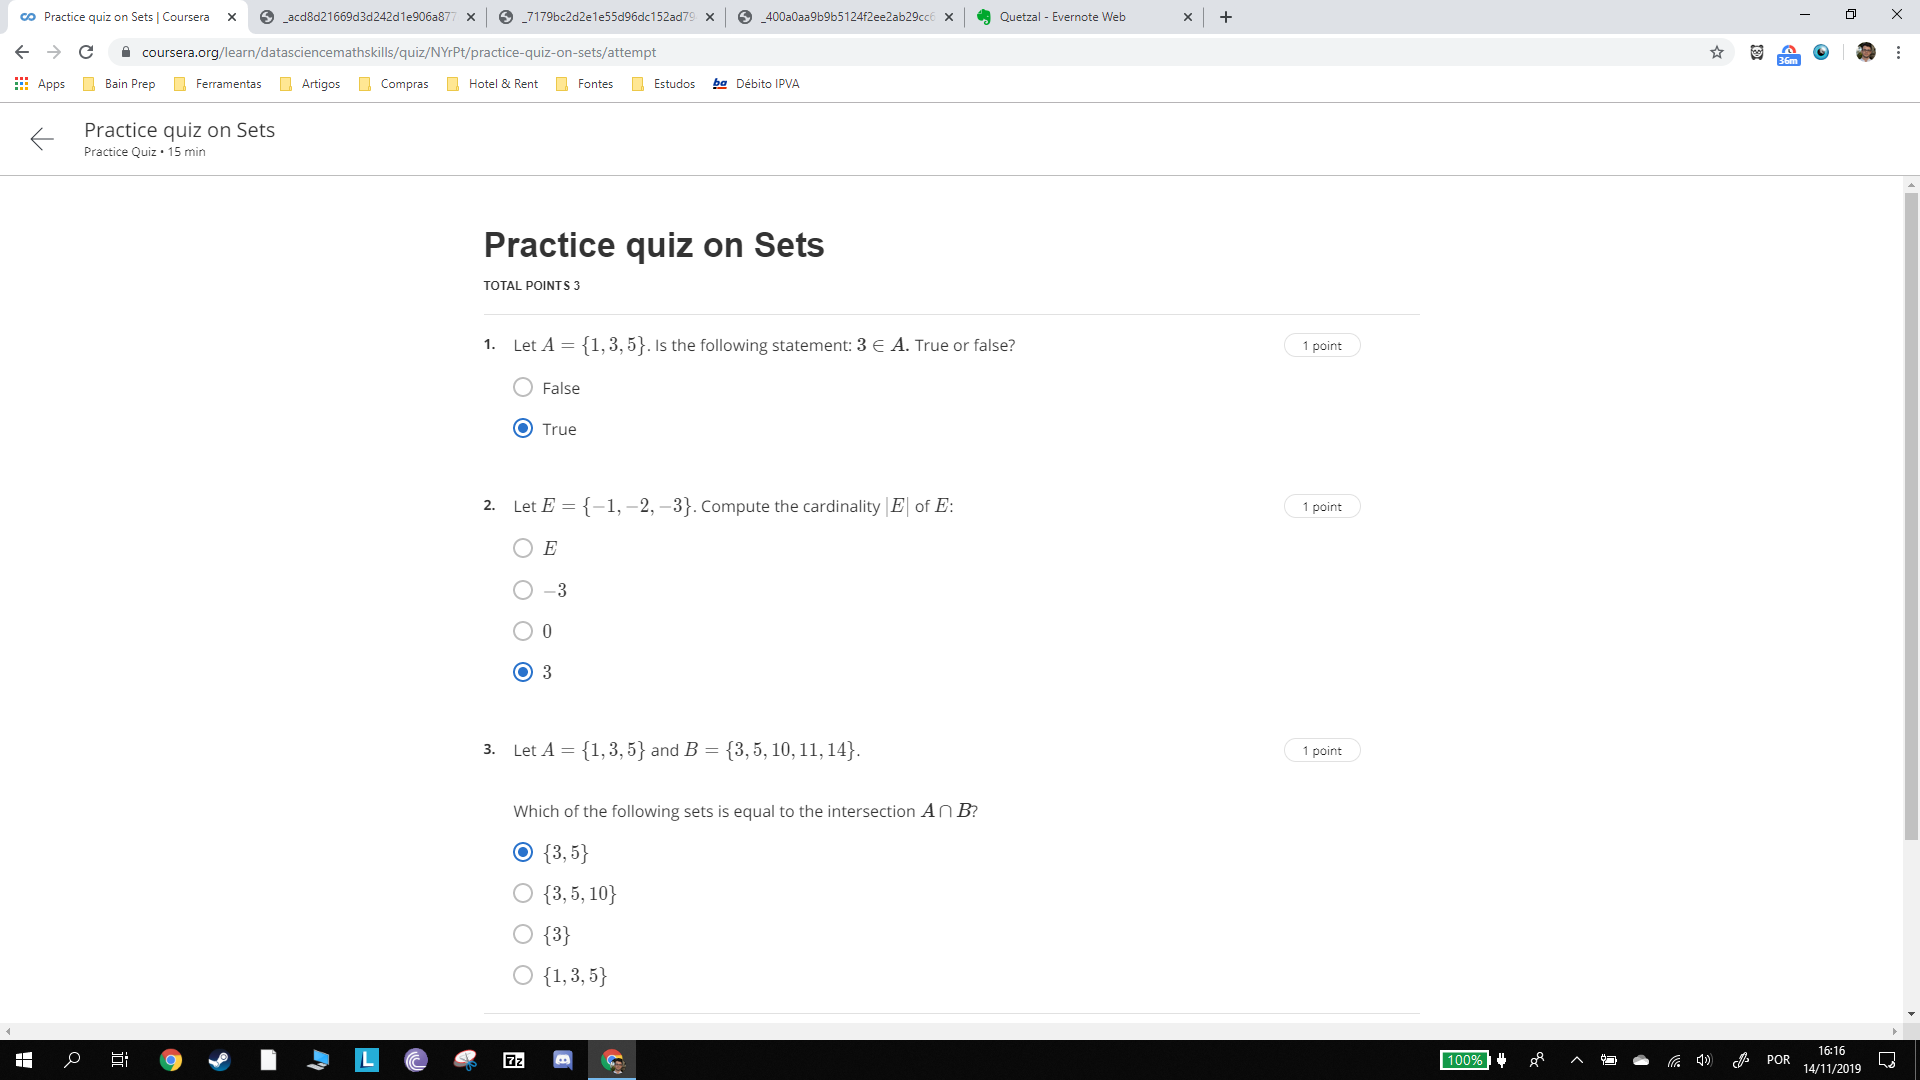 Practice quiz on Sets | Coursera
_acd8d21669d3d242d1e906a877
_7179bc2d2e1e55d96dc152ad79
_400a0aa9b9b5124f2ee2ab29cc6
Quetzal - Evernote Web
coursera.org/learn/datasciencemathskills/quiz/NYrPt/practice-quiz-on-sets/attempt
36m
Apps
Bain Prep
Ferramentas
Artigos
Compras
Hotel & Rent
Fontes
Estudos
ba Débito IPVA
Practice quiz on Sets
Practice Quiz • 15 min
Practice quiz on Sets
TOTAL POINTS 3
1. Let A = {1, 3, 5}. Is the following statement: 3 ∈ A. True or false?
1 point
False
True
2. Let E = {−1, −2, −3}. Compute the cardinality |E| of E:
1 point
E
−3
0
3
3. Let A = {1, 3, 5} and B = {3, 5, 10, 11, 14}.
1 point
Which of the following sets is equal to the intersection A ∩ B?
{3, 5}
{3, 5, 10}
{3}
{1, 3, 5}
L
7z
100%
POR
16:16
14/11/2019